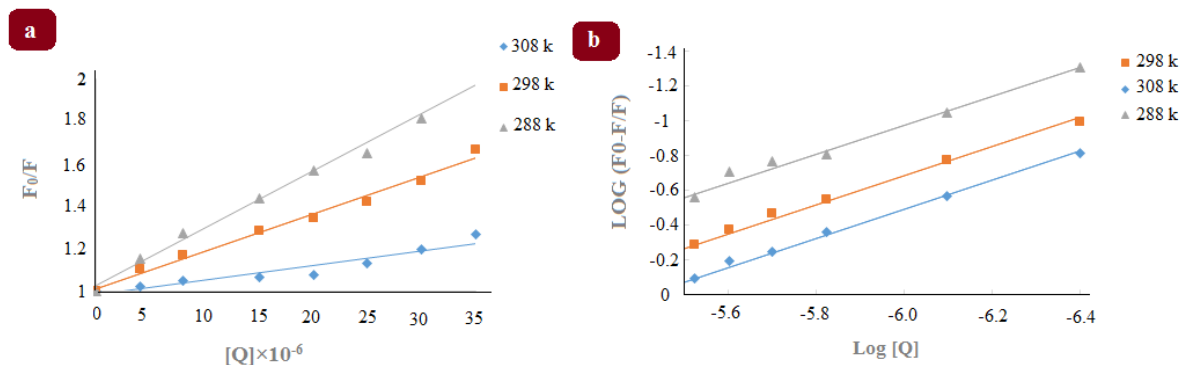 a
F₀/F
2
1.8
1.6
1.4
1.2
1
0
5
10
15
20
25
30
35
[Q]×10⁻⁶
308 k
298 k
288 k
b
LOG (F0-F/F)
-1.4
-1.2
-1
-0.8
-0.6
-0.4
-0.2
0
-5.6
-5.8
-6.0
-6.2
-6.4
Log [Q]
298 k
308 k
288 k